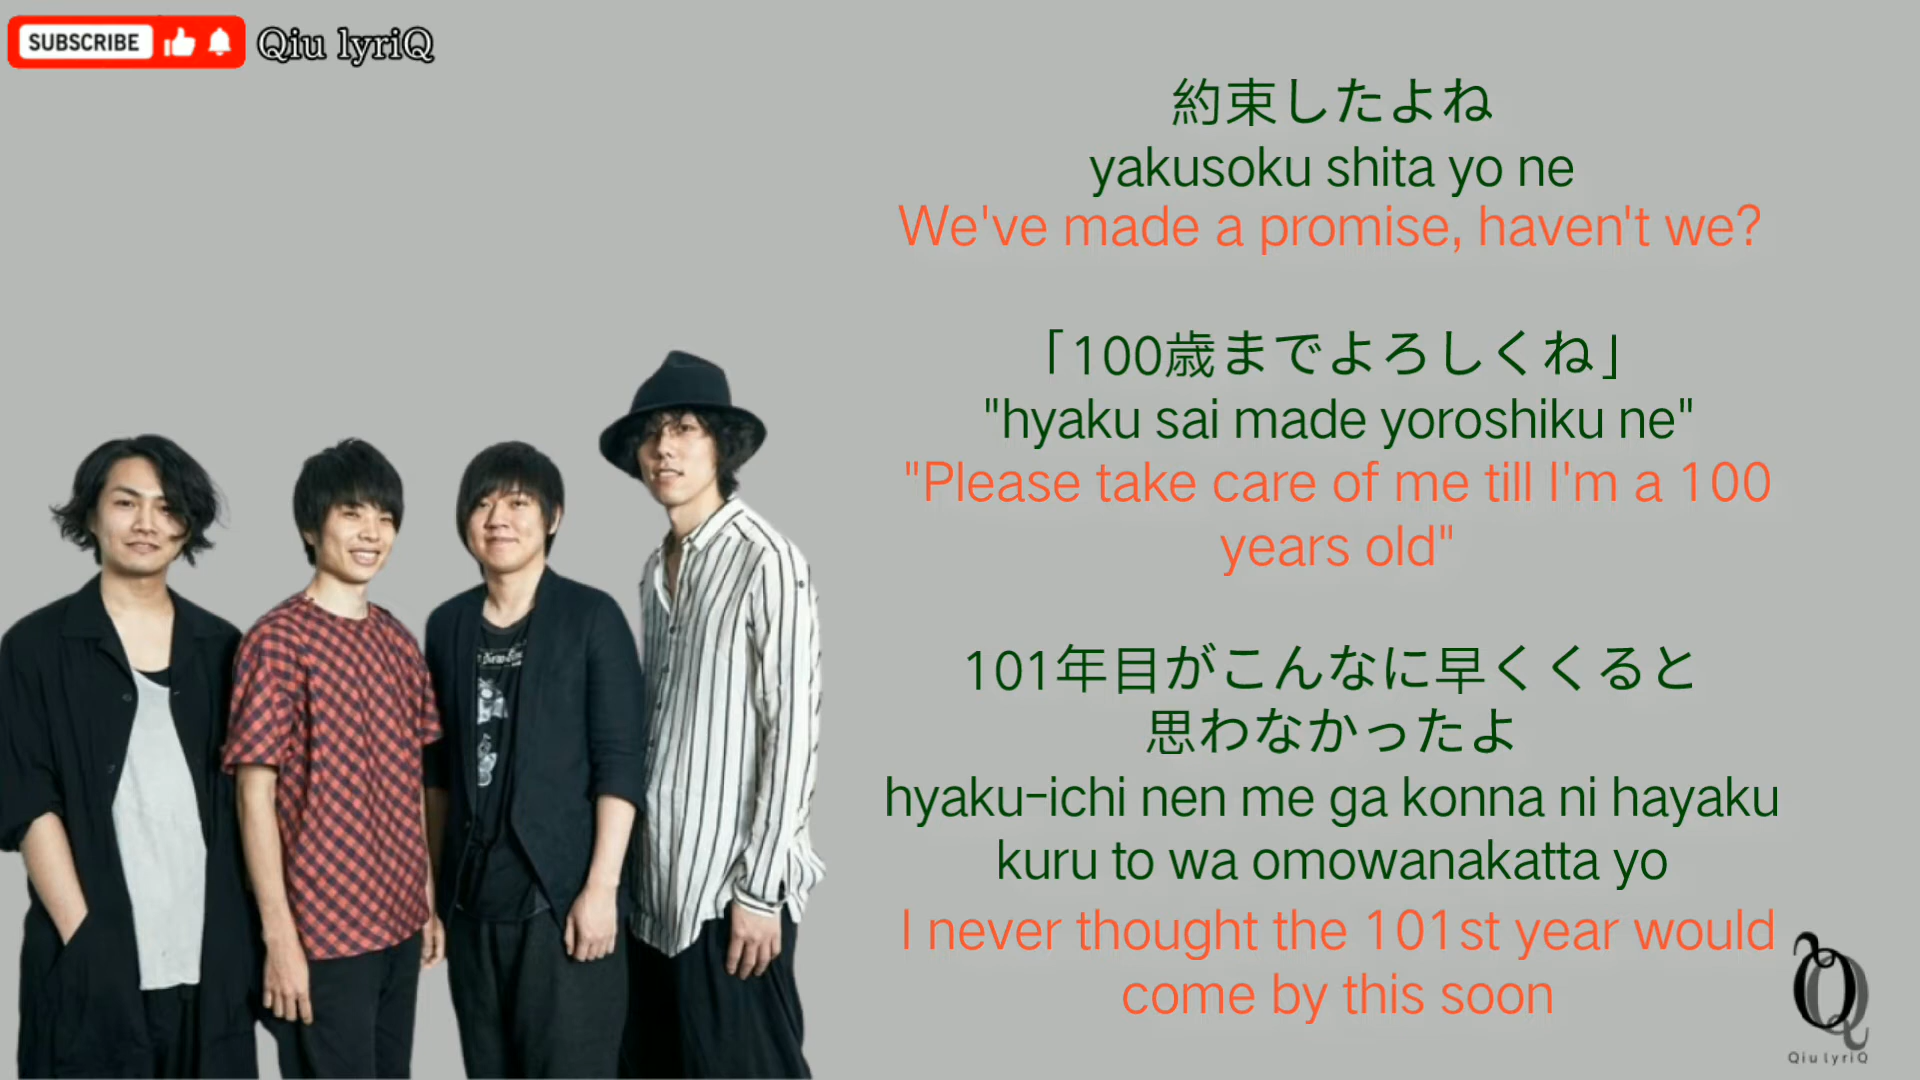 SUBSCRIBE
Qiu lyriQ
約束したよね
yakusoku shita yo ne
We've made a promise, haven't we?
「100歳までよろしくね」
"hyaku sai made yoroshiku ne"
"Please take care of me till I'm a 100
years old"
101年目がこんなに早くくると
思わなかったよ
hyaku-ichi nen me ga konna ni hayaku
kuru to wa omowanakatta yo
I never thought the 101st year would
come by this soon
Qiu lyriQ